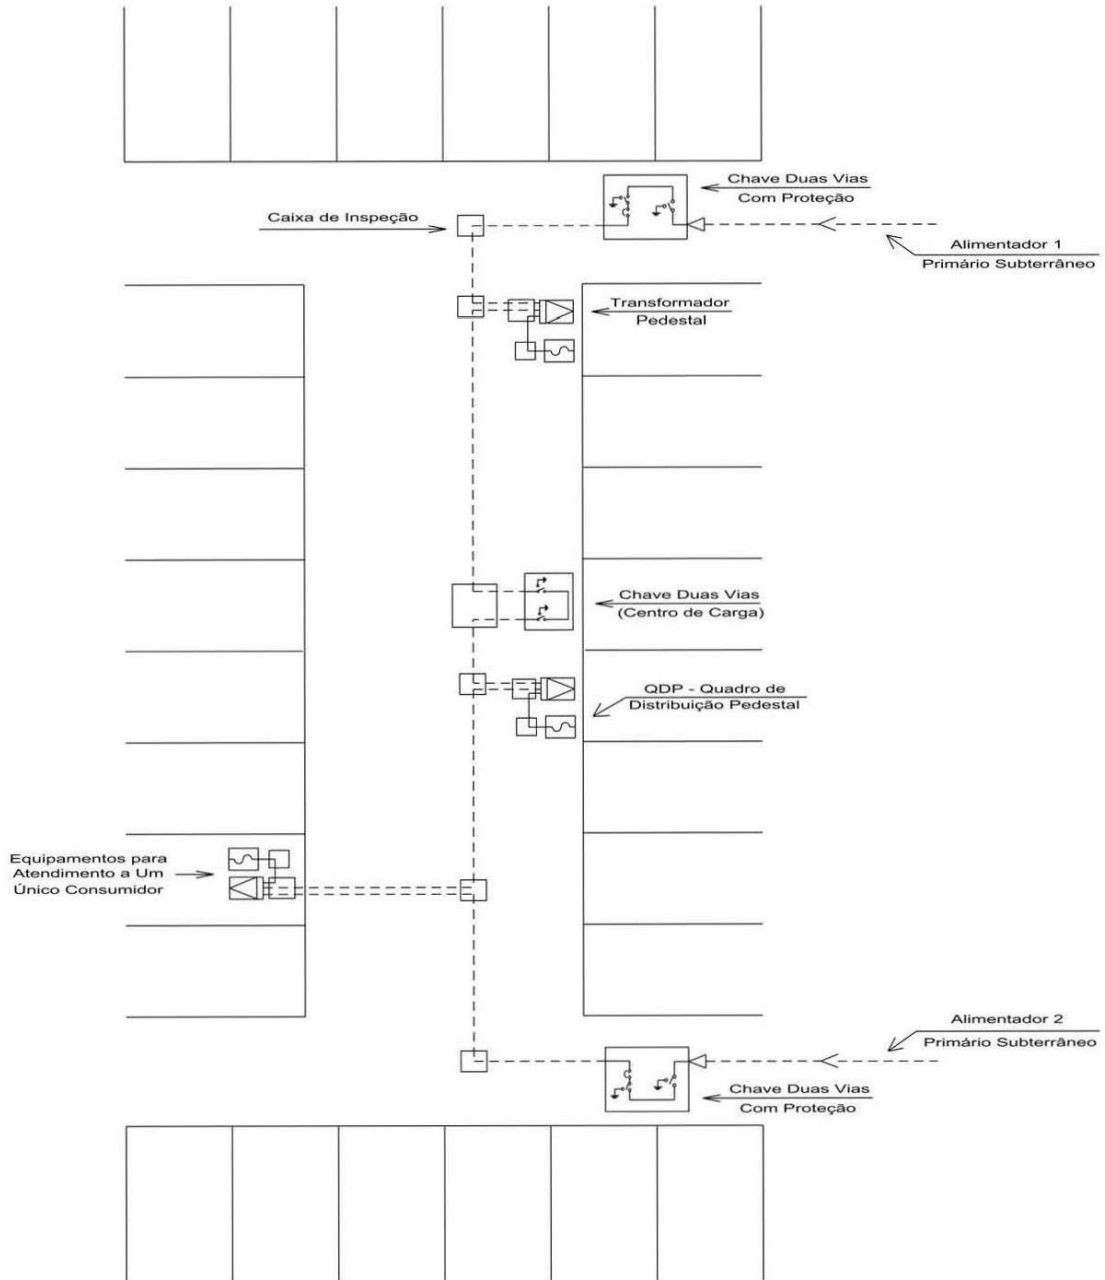 Chave Duas Vias
Com Proteção
Caixa de Inspeção
Alimentador 1
Primário Subterrâneo
Transformador
Pedestal
Chave Duas Vias
(Centro de Carga)
QDP - Quadro de
Distribuição Pedestal
Equipamentos para
Atendimento a Um
Único Consumidor
Alimentador 2
Primário Subterrâneo
Chave Duas Vias
Com Proteção